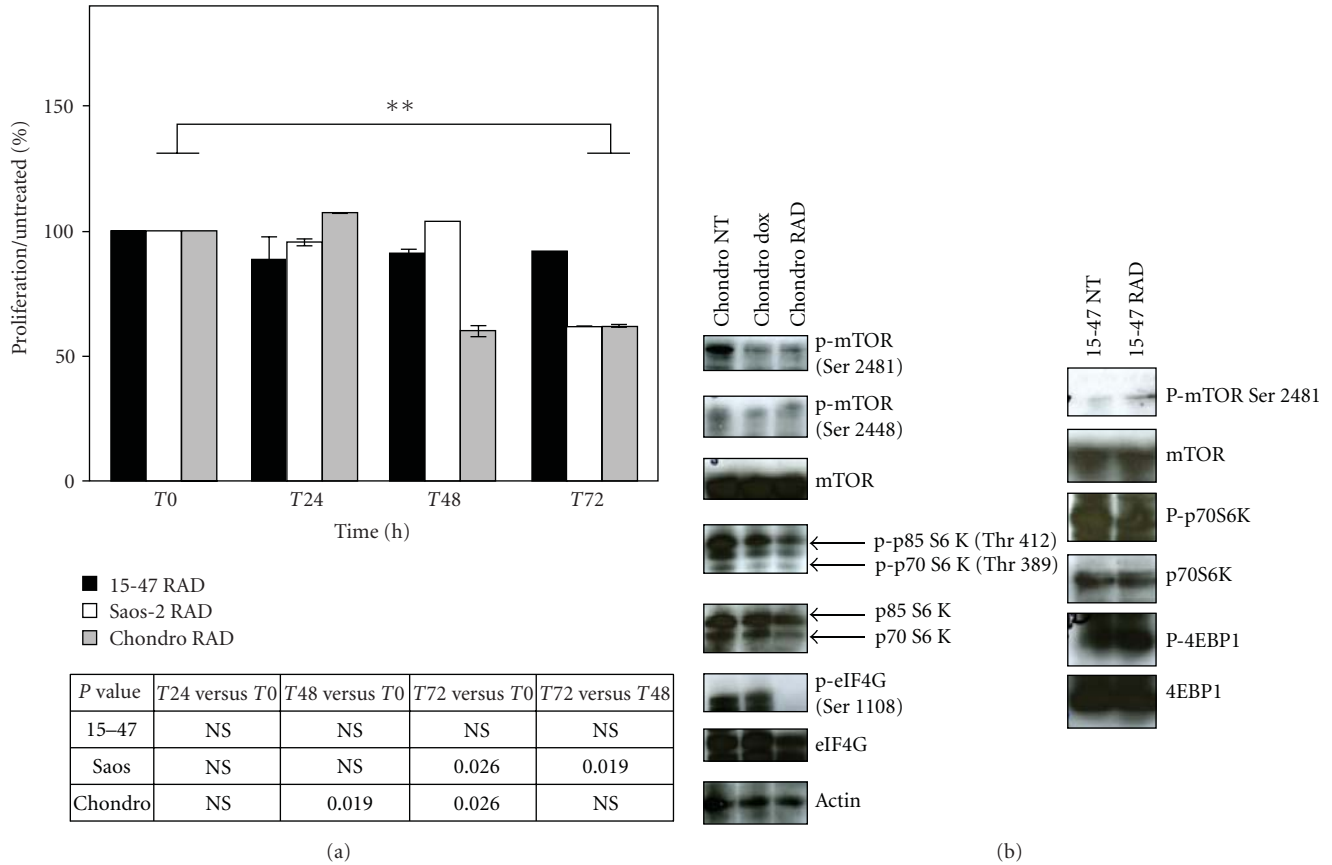 150
100
50
0
Proliferation/untreated (%)
**
T0 T24 T48 T72
Time (h)
15-47 RAD
Saos-2 RAD
Chondro RAD
P value T24 versus T0 T48 versus T0 T72 versus T0 T72 versus T48
15–47 NS NS NS NS
Saos NS NS 0.026 0.019
Chondro NS 0.019 0.026 NS
(a)
Chondro NT
Chondro dox
Chondro RAD
p-mTOR
(Ser 2481)
p-mTOR
(Ser 2448)
mTOR
p-p85 S6 K (Thr 412)
p-p70 S6 K (Thr 389)
p85 S6 K
p70 S6 K
p-eIF4G
(Ser 1108)
eIF4G
Actin
15-47 NT
15-47 RAD
P-mTOR Ser 2481
mTOR
P-p70S6K
p70S6K
P-4EBP1
4EBP1
(b)